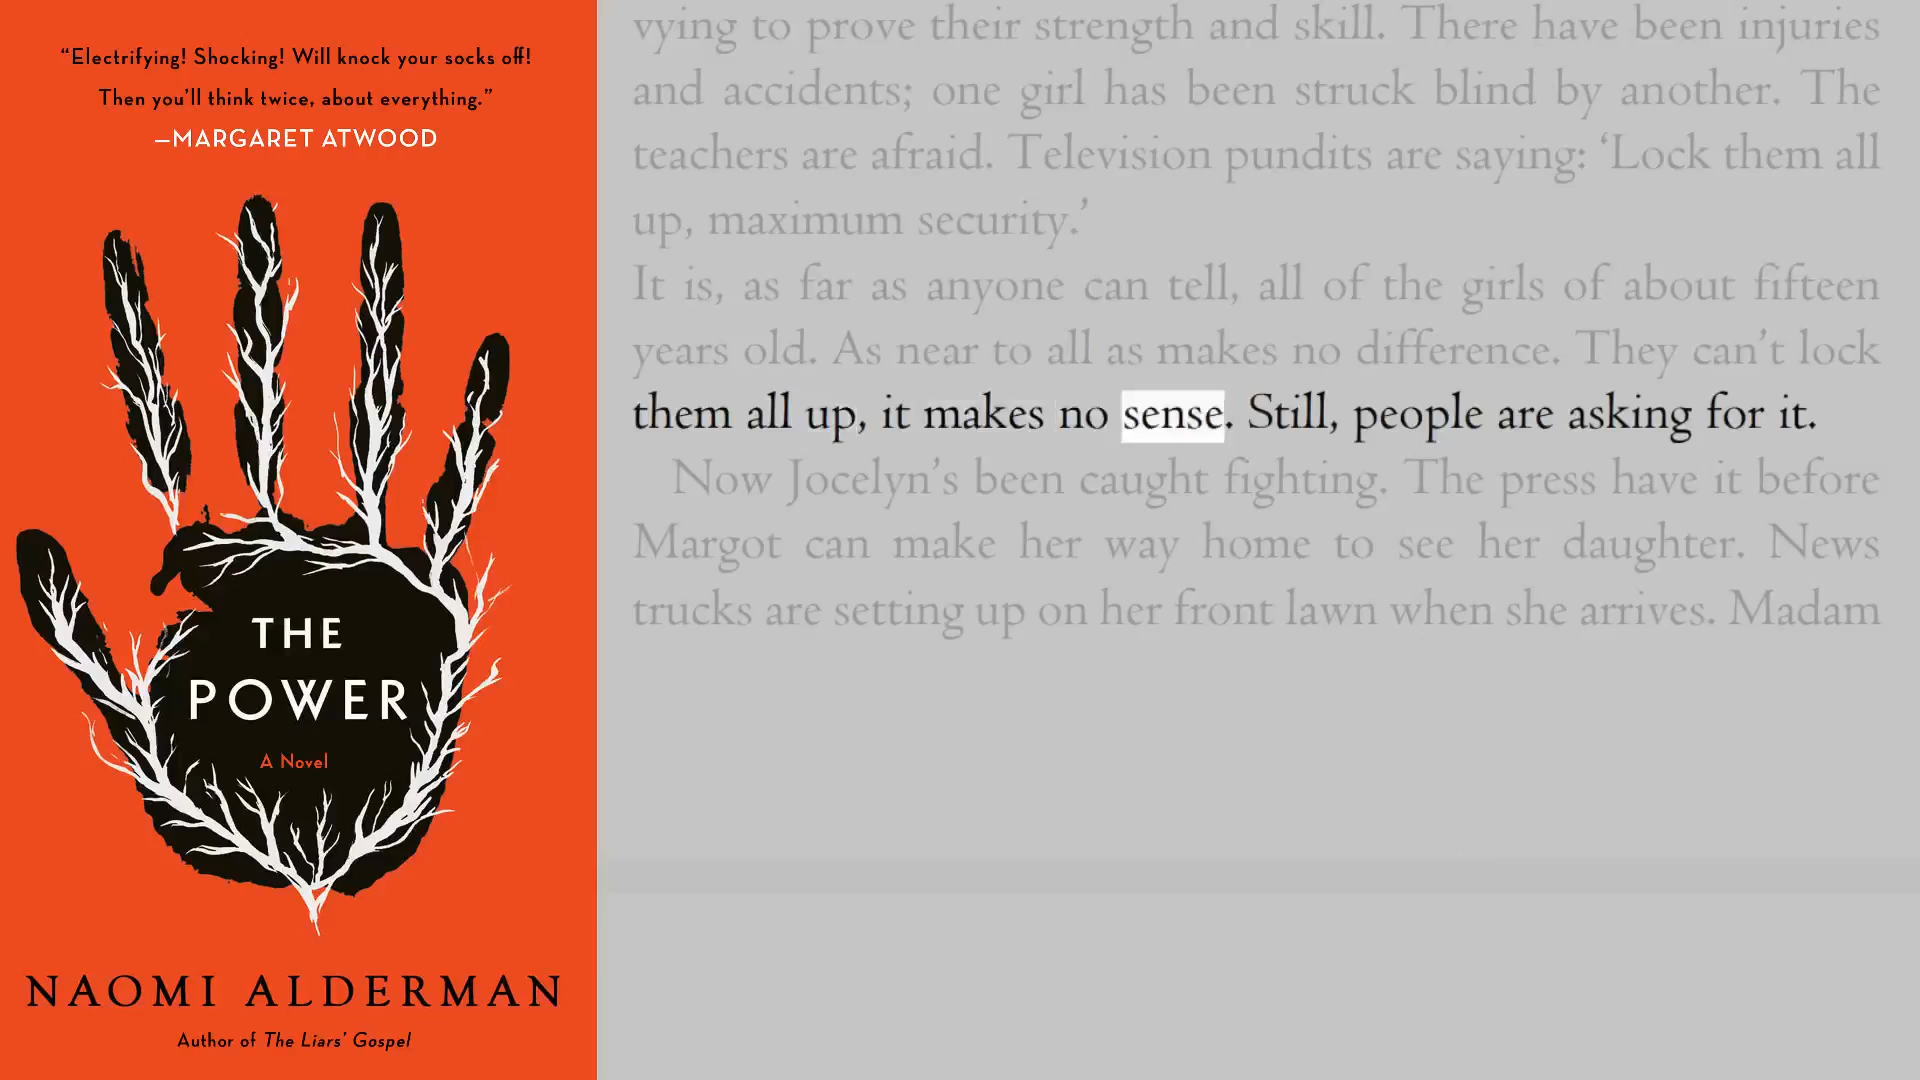 “Electrifying! Shocking! Will knock your socks off!
Then you’ll think twice, about everything.”
—MARGARET ATWOOD
THE
POWER
A Novel
NAOMI ALDERMAN
Author of The Liars’ Gospel
vying to prove their strength and skill. There have been injuries
and accidents; one girl has been struck blind by another. The
teachers are afraid. Television pundits are saying: ‘Lock them all
up, maximum security.’
It is, as far as anyone can tell, all of the girls of about fifteen
years old. As near to all as makes no difference. They can’t lock
them all up, it makes no sense. Still, people are asking for it.
Now Jocelyn’s been caught fighting. The press have it before
Margot can make her way home to see her daughter. News
trucks are setting up on her front lawn when she arrives. Madam